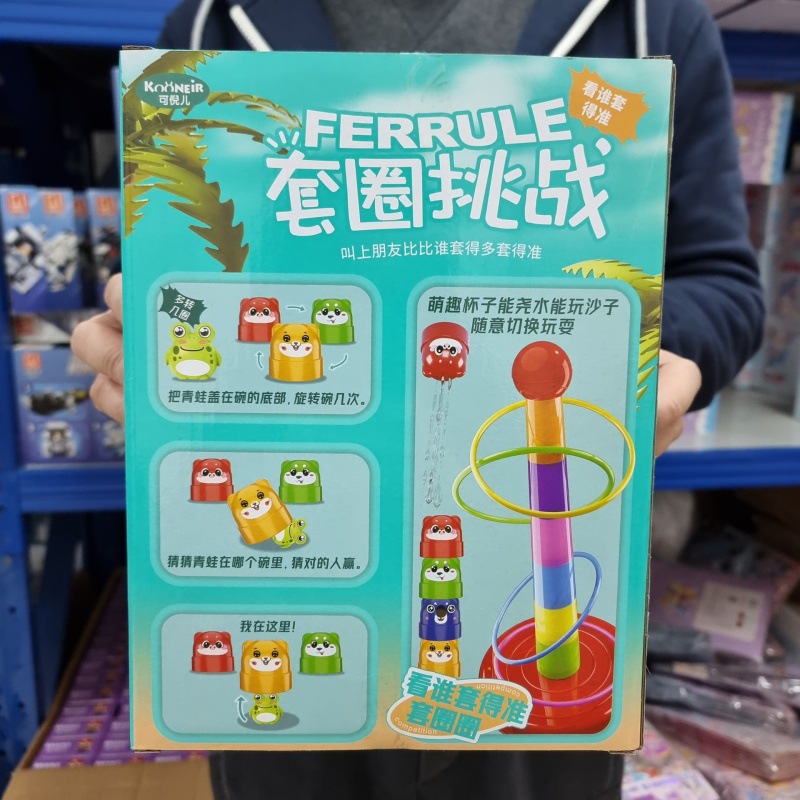 KOONEIR
可倪儿
看谁套
得准
FERRULE
套圈挑战
叫上朋友比比谁套得多套得准
多转
几圈
把青蛙盖在碗的底部,旋转碗几次。
猜猜青蛙在哪个碗里,猜对的人赢。
我在这里!
萌趣杯子能尧水能玩沙子
随意切换玩耍
competition
看谁套得准
套圈圈
Competition